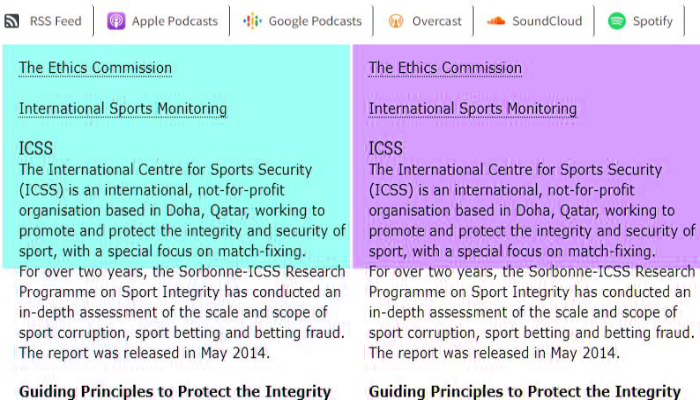 RSS Feed Apple Podcasts Google Podcasts Overcast SoundCloud Spotify
The Ethics Commission
International Sports Monitoring
ICSS
The International Centre for Sports Security
(ICSS) is an international, not-for-profit
organisation based in Doha, Qatar, working to
promote and protect the integrity and security of
sport, with a special focus on match-fixing.
For over two years, the Sorbonne-ICSS Research
Programme on Sport Integrity has conducted an
in-depth assessment of the scale and scope of
sport corruption, sport betting and betting fraud.
The report was released in May 2014.
Guiding Principles to Protect the Integrity
The Ethics Commission
International Sports Monitoring
ICSS
The International Centre for Sports Security
(ICSS) is an international, not-for-profit
organisation based in Doha, Qatar, working to
promote and protect the integrity and security of
sport, with a special focus on match-fixing.
For over two years, the Sorbonne-ICSS Research
Programme on Sport Integrity has conducted an
in-depth assessment of the scale and scope of
sport corruption, sport betting and betting fraud.
The report was released in May 2014.
Guiding Principles to Protect the Integrity